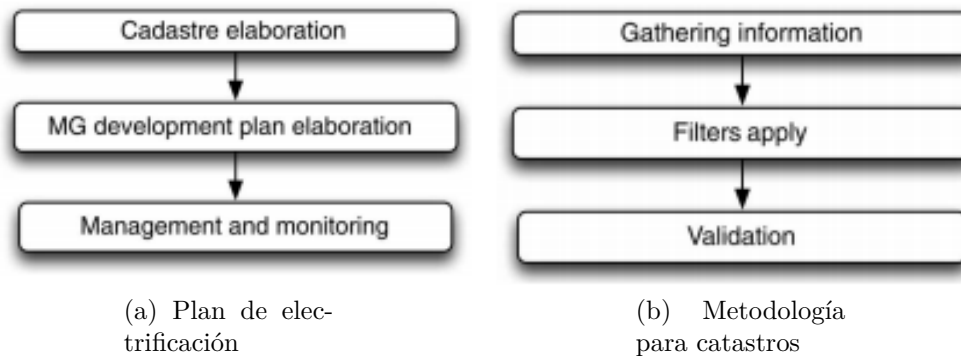 Cadastre elaboration
MG development plan elaboration
Management and monitoring
(a) Plan de elec-
trificación
Gathering information
Filters apply
Validation
(b) Metodología
para catastros